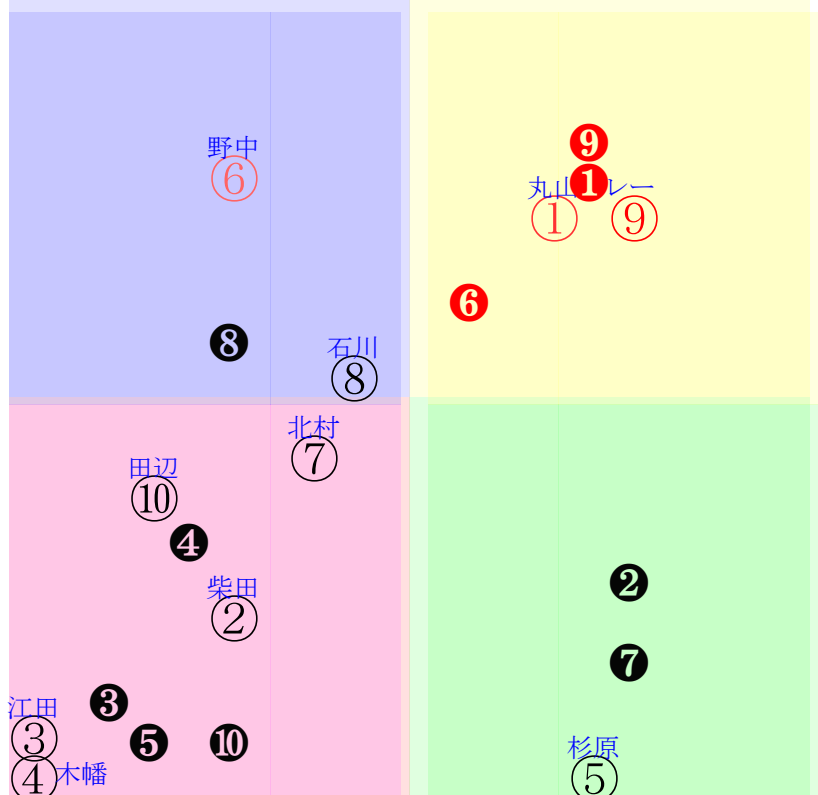 ❾
野中
⑥
丸山
❶
レー
①
⑨
❻
❽
石川
⑧
北村
⑦
田辺
⑩
❹
柴田
②
❷
❼
江田
❸
③
❺
❿
杉原
④
木幡
⑤